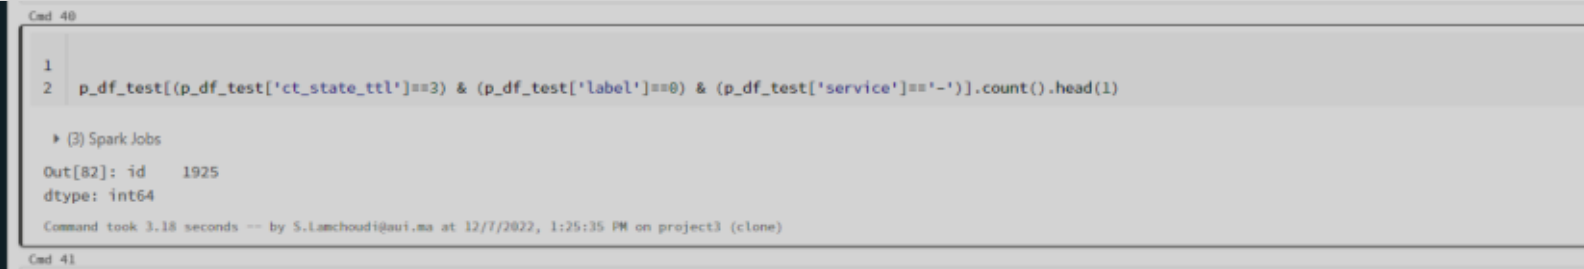 Cmd 40
1
2 p_df_test[(p_df_test['ct_state_ttl']==3) & (p_df_test['label']==0) & (p_df_test['service']=='-')].count().head(1)
(3) Spark Jobs
Out[82]: id 1925
dtype: int64
Command took 3.18 seconds -- by S.Lamchoudi@aui.ma at 12/7/2022, 1:25:35 PM on project3 (clone)
Cmd 41